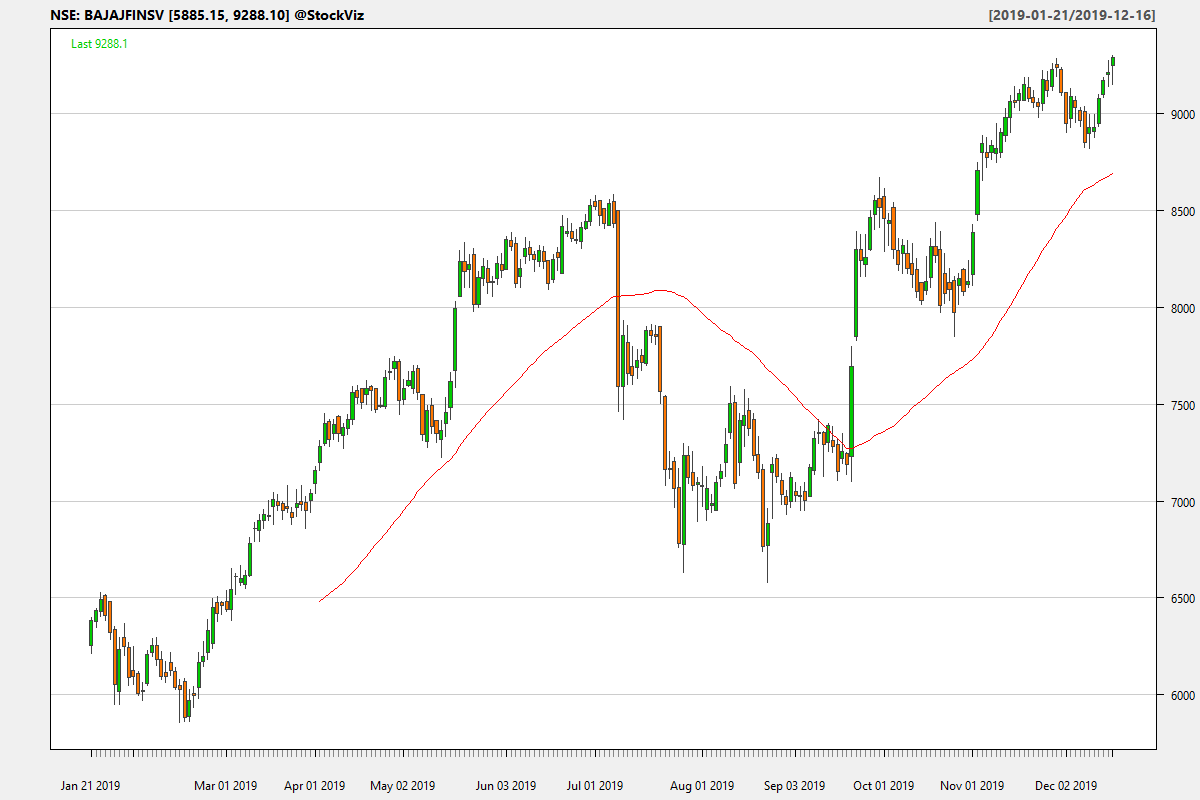 NSE: BAJAJFINSV [5885.15, 9288.10] @StockViz [2019-01-21/2019-12-16]
Last 9288.1
9000
8500
8000
7500
7000
6500
6000
Jan 21 2019 Mar 01 2019 Apr 01 2019 May 02 2019 Jun 03 2019 Jul 01 2019 Aug 01 2019 Sep 03 2019 Oct 01 2019 Nov 01 2019 Dec 02 2019